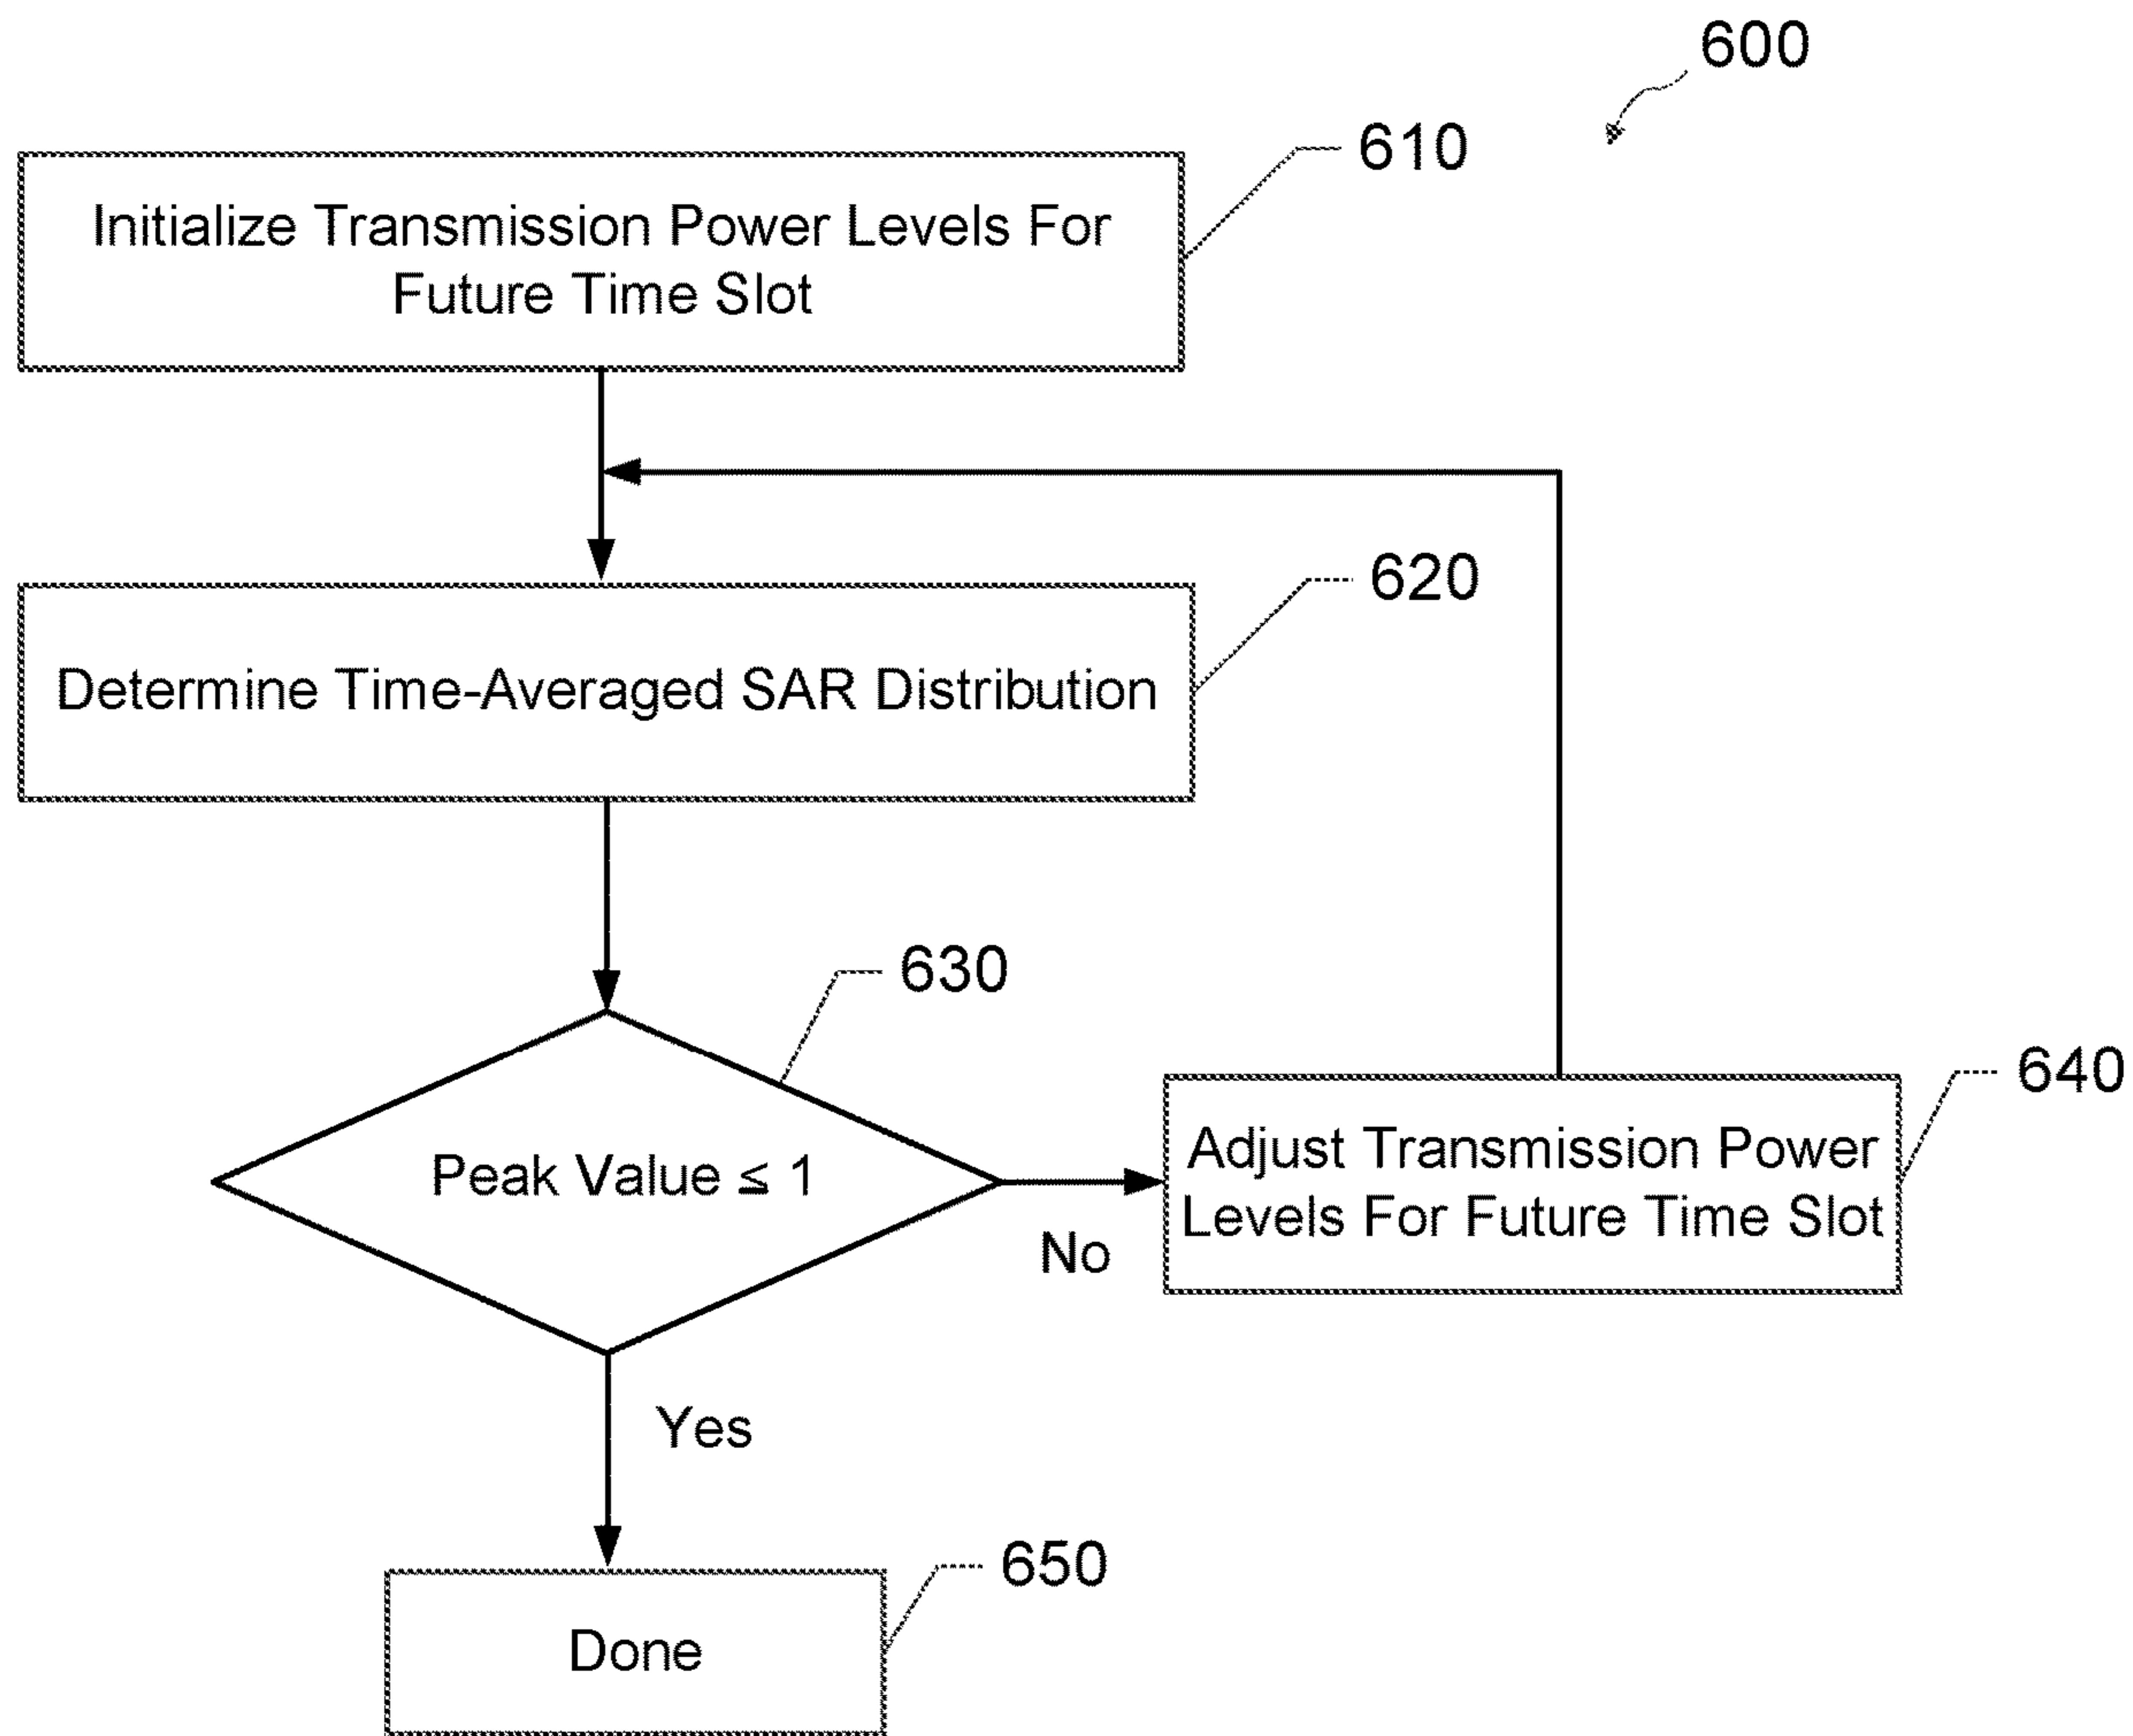 600
610
Initialize Transmission Power Levels For
Future Time Slot
620
Determine Time-Averaged SAR Distribution
630
Peak Value ≤ 1
No
640
Adjust Transmission Power
Levels For Future Time Slot
Yes
650
Done